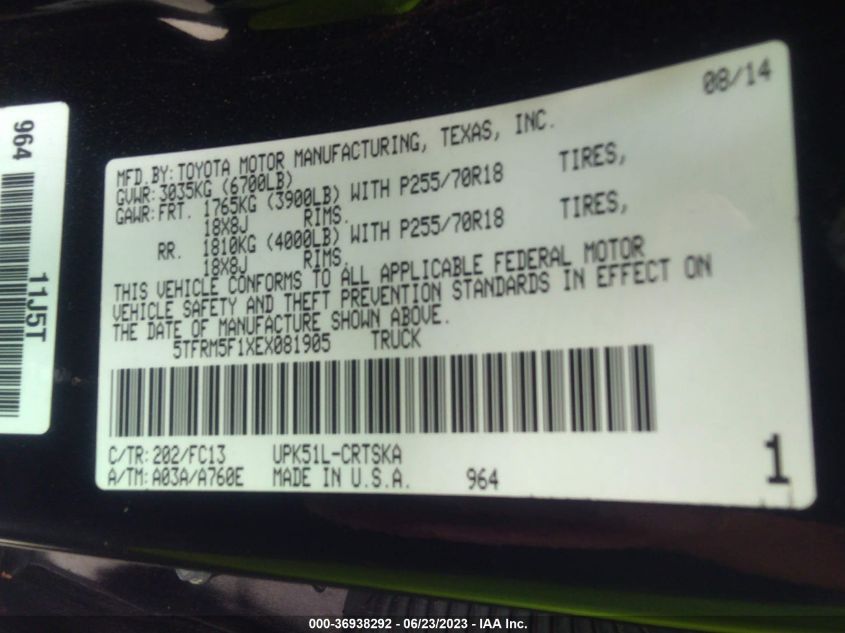 08/14
MFD. BY: TOYOTA MOTOR MANUFACTURING, TEXAS, INC.
GVWR: 3035KG (6700LB)
GAWR: FRT. 1765KG (3900LB) WITH P255/70R18 TIRES,
18X8J RIMS.
RR. 1810KG (4000LB) WITH P255/70R18 TIRES,
18X8J RIMS.
THIS VEHICLE CONFORMS TO ALL APPLICABLE FEDERAL MOTOR
VEHICLE SAFETY AND THEFT PREVENTION STANDARDS IN EFFECT ON
THE DATE OF MANUFACTURE SHOWN ABOVE.
5TFRM5F1XEX081905 TRUCK
C/TR: 202/FC13 UPK51L-CRTSKA
A/TM: A03A/A760E MADE IN U.S.A. 964
1
964 11J5T
000-36938292 - 06/23/2023 - IAA Inc.